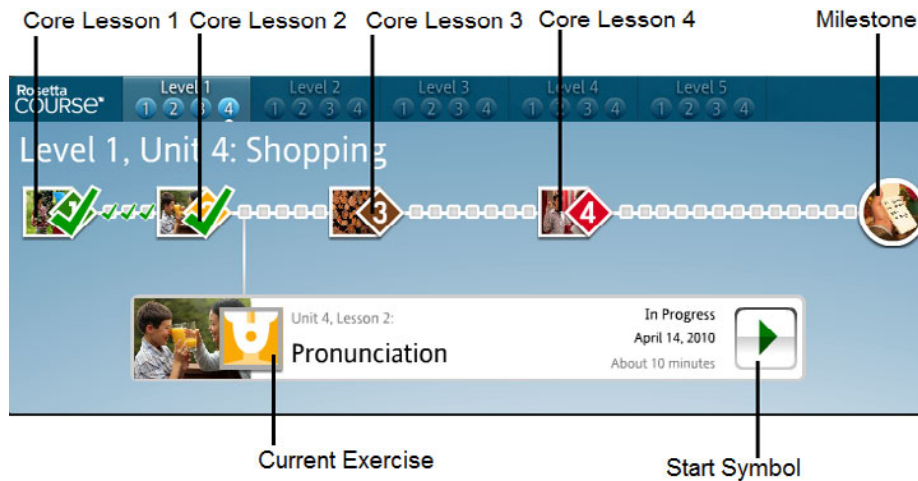 Core Lesson 1 Core Lesson 2 Core Lesson 3 Core Lesson 4 Milestone
Rosetta
COURSE*
Level 1 Level 2 Level 3 Level 4 Level 5
1 2 3 4 1 2 3 4 1 2 3 4 1 2 3 4 1 2 3 4
Level 1, Unit 4: Shopping
1 2 3 4
Unit 4, Lesson 2:
Pronunciation
In Progress
April 14, 2010
About 10 minutes
Current Exercise
Start Symbol